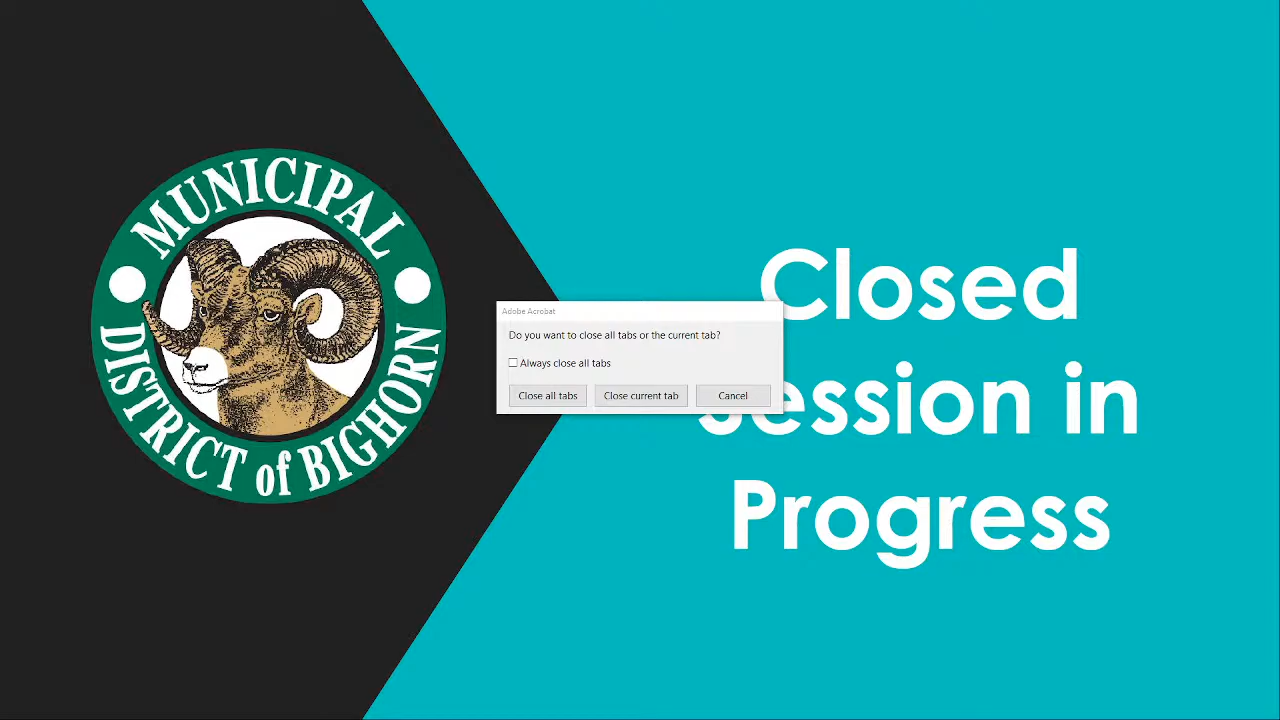 MUNICIPAL
DISTRICT of BIGHORN
Adobe Acrobat
Do you want to close all tabs or the current tab?
Always close all tabs
Close all tabs
Close current tab
Cancel
Closed
Session in
Progress